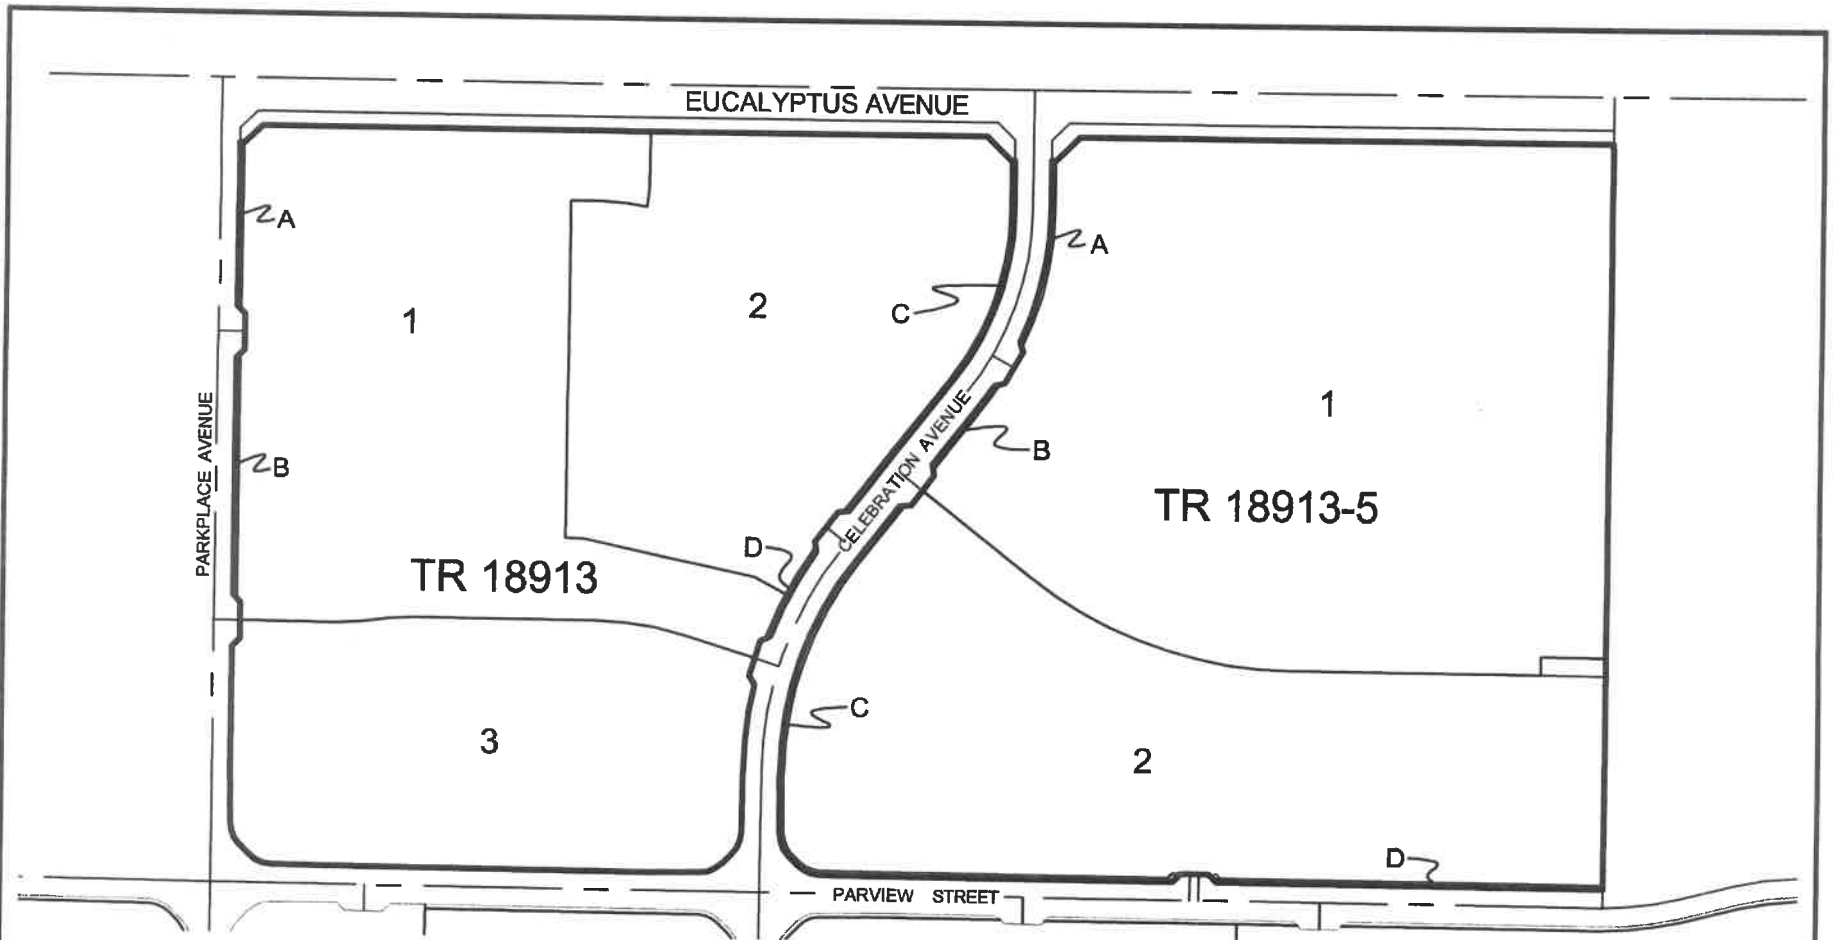 EUCALYPTUS AVENUE
A
A
C
2
1
1
PARKPLACE AVENUE
CELEBRATION AVENUE
B
B
TR 18913-5
D
TR 18913
C
3
2
D
PARVIEW STREET